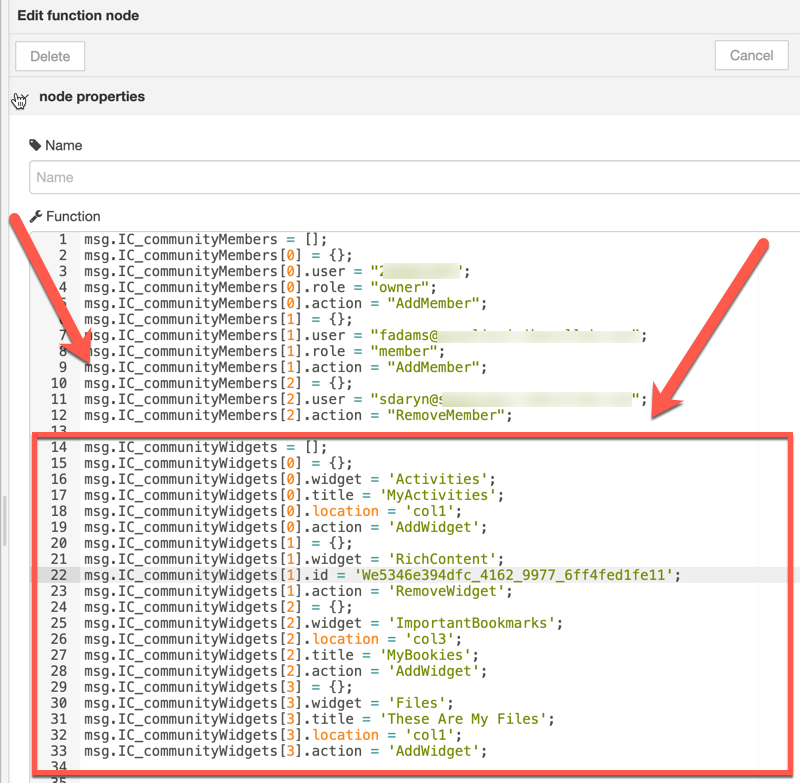 Edit function node
Delete
Cancel
node properties
Name
Name
Function
1 msg.IC_communityMembers = [];
2 msg.IC_communityMembers[0] = {};
3 msg.IC_communityMembers[0].user = "2";
4 msg.IC_communityMembers[0].role = "owner";
5 msg.IC_communityMembers[0].action = "AddMember";
6 msg.IC_communityMembers[1] = {};
7 msg.IC_communityMembers[1].user = "fadams@";
8 msg.IC_communityMembers[1].role = "member";
9 msg.IC_communityMembers[1].action = "AddMember";
10 msg.IC_communityMembers[2] = {};
11 msg.IC_communityMembers[2].user = "sdaryn@";
12 msg.IC_communityMembers[2].action = "RemoveMember";
13
14 msg.IC_communityWidgets = [];
15 msg.IC_communityWidgets[0] = {};
16 msg.IC_communityWidgets[0].widget = 'Activities';
17 msg.IC_communityWidgets[0].title = 'MyActivities';
18 msg.IC_communityWidgets[0].location = 'col1';
19 msg.IC_communityWidgets[0].action = 'AddWidget';
20 msg.IC_communityWidgets[1] = {};
21 msg.IC_communityWidgets[1].widget = 'RichContent';
22 msg.IC_communityWidgets[1].id = 'We5346e394dfc_4162_9977_6ff4fed1fe11';
23 msg.IC_communityWidgets[1].action = 'RemoveWidget';
24 msg.IC_communityWidgets[2] = {};
25 msg.IC_communityWidgets[2].widget = 'ImportantBookmarks';
26 msg.IC_communityWidgets[2].location = 'col3';
27 msg.IC_communityWidgets[2].title = 'MyBookies';
28 msg.IC_communityWidgets[2].action = 'AddWidget';
29 msg.IC_communityWidgets[3] = {};
30 msg.IC_communityWidgets[3].widget = 'Files';
31 msg.IC_communityWidgets[3].title = 'These Are My Files';
32 msg.IC_communityWidgets[3].location = 'col1';
33 msg.IC_communityWidgets[3].action = 'AddWidget';
34
35